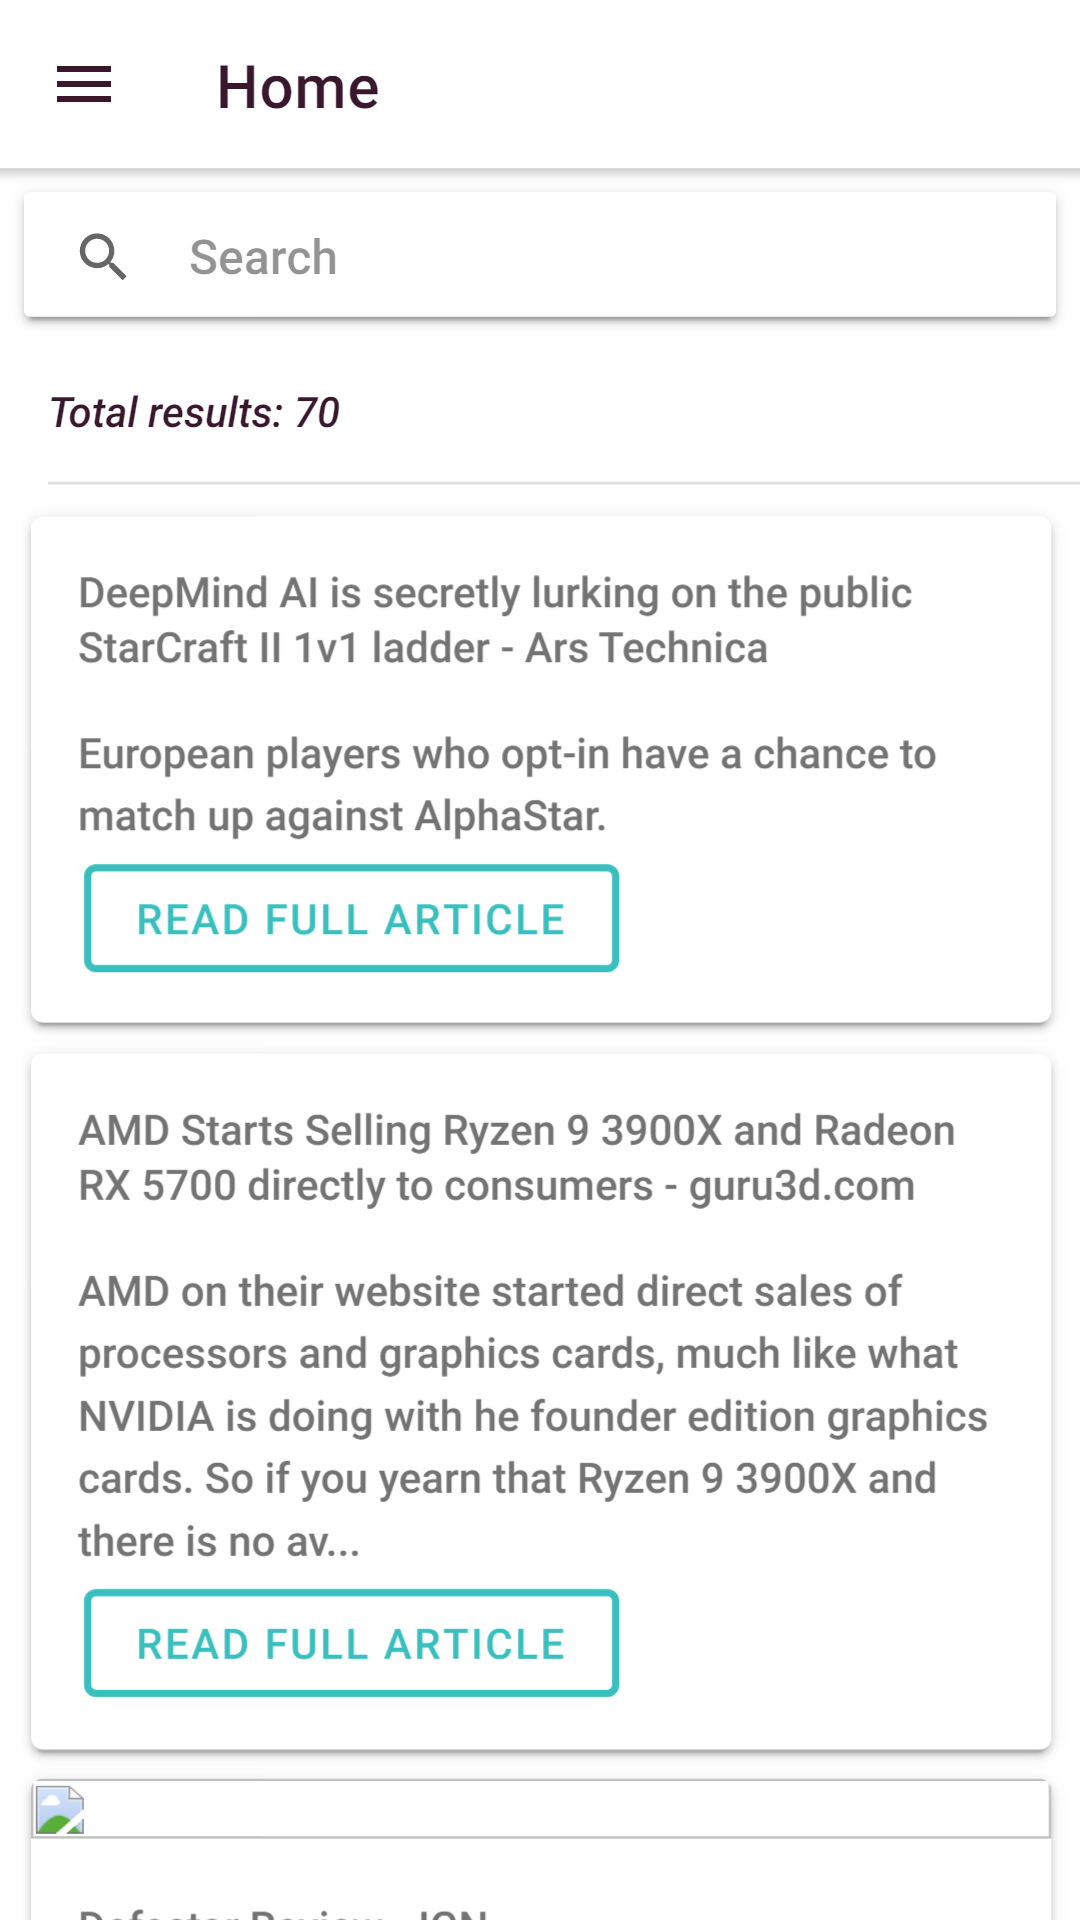 Home
Search
Total results: 70
DeepMind AI is secretly lurking on the public
StarCraft II 1v1 ladder - Ars Technica
European players who opt-in have a chance to
match up against AlphaStar.
READ FULL ARTICLE
AMD Starts Selling Ryzen 9 3900X and Radeon
RX 5700 directly to consumers - guru3d.com
AMD on their website started direct sales of
processors and graphics cards, much like what
NVIDIA is doing with he founder edition graphics
cards. So if you yearn that Ryzen 9 3900X and
there is no av...
READ FULL ARTICLE
Review - IGN